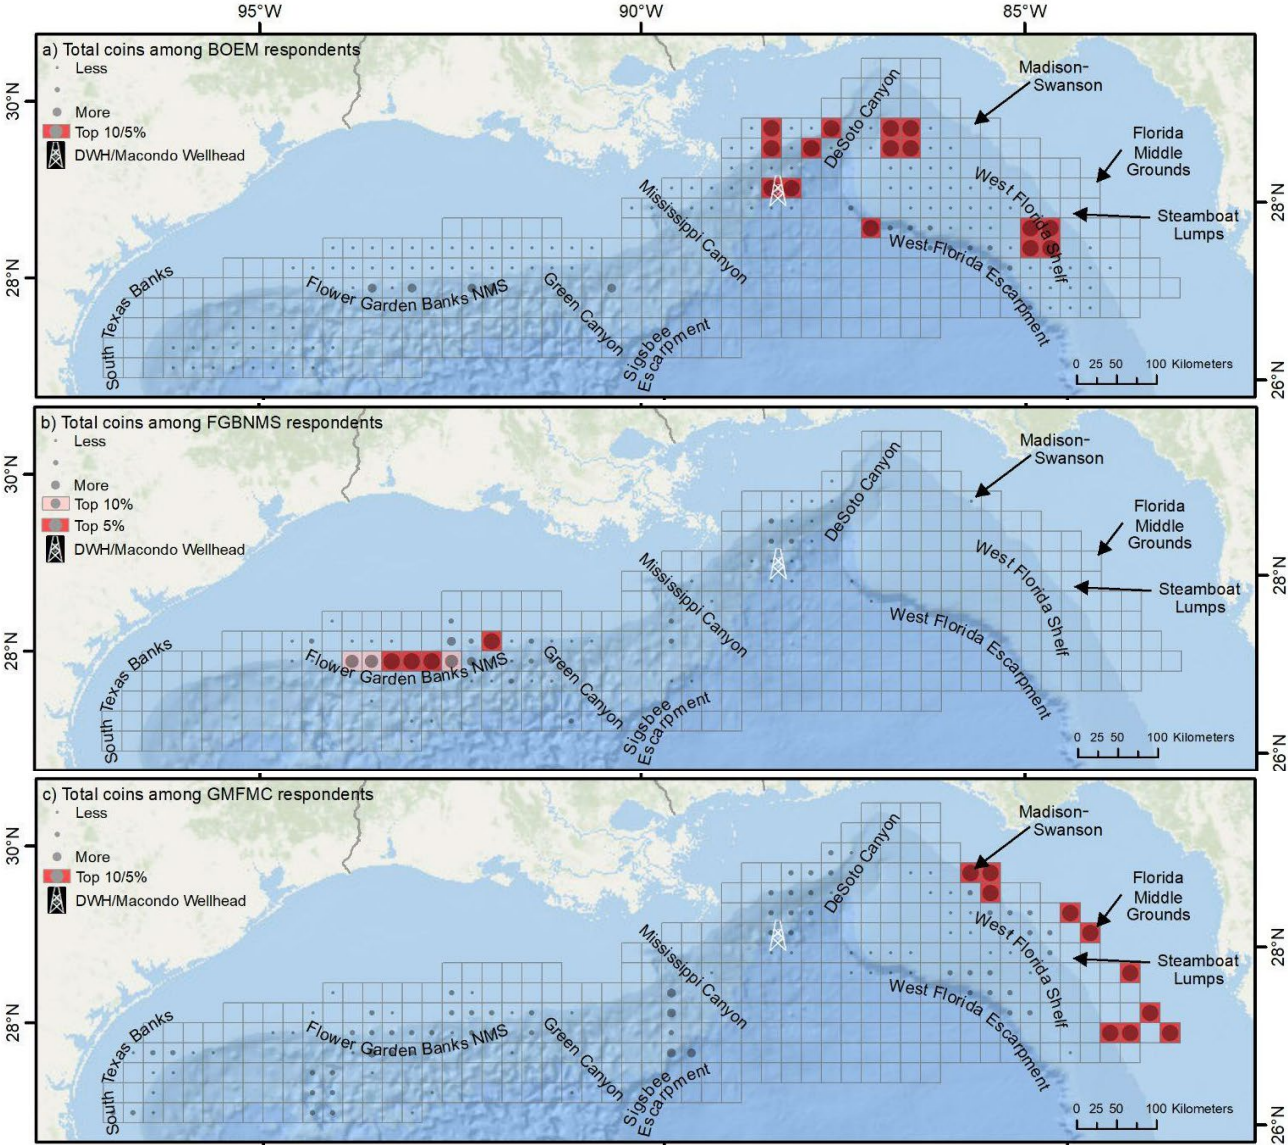 95°W 90°W 85°W
a) Total coins among BOEM respondents
Less
More
Top 10/5%
DWH/Macondo Wellhead
30°N
28°N
28°N
26°N
Madison-
Swanson
Florida
Middle
Grounds
Steamboat
Lumps
DeSoto Canyon
West Florida Shelf
West Florida Escarpment
Mississippi Canyon
Green Canyon
Sigsbee
Escarpment
Flower Garden Banks NMS
South Texas Banks
0 25 50 100 Kilometers
b) Total coins among FGBNMS respondents
Less
More
Top 10%
Top 5%
DWH/Macondo Wellhead
30°N
28°N
28°N
26°N
Madison-
Swanson
Florida
Middle
Grounds
Steamboat
Lumps
DeSoto Canyon
West Florida Shelf
West Florida Escarpment
Mississippi Canyon
Green Canyon
Sigsbee
Escarpment
Flower Garden Banks NMS
South Texas Banks
0 25 50 100 Kilometers
c) Total coins among GMFMC respondents
Less
More
Top 10/5%
DWH/Macondo Wellhead
30°N
28°N
28°N
26°N
Madison-
Swanson
Florida
Middle
Grounds
Steamboat
Lumps
DeSoto Canyon
West Florida Shelf
West Florida Escarpment
Mississippi Canyon
Green Canyon
Sigsbee
Escarpment
Flower Garden Banks NMS
South Texas Banks
0 25 50 100 Kilometers